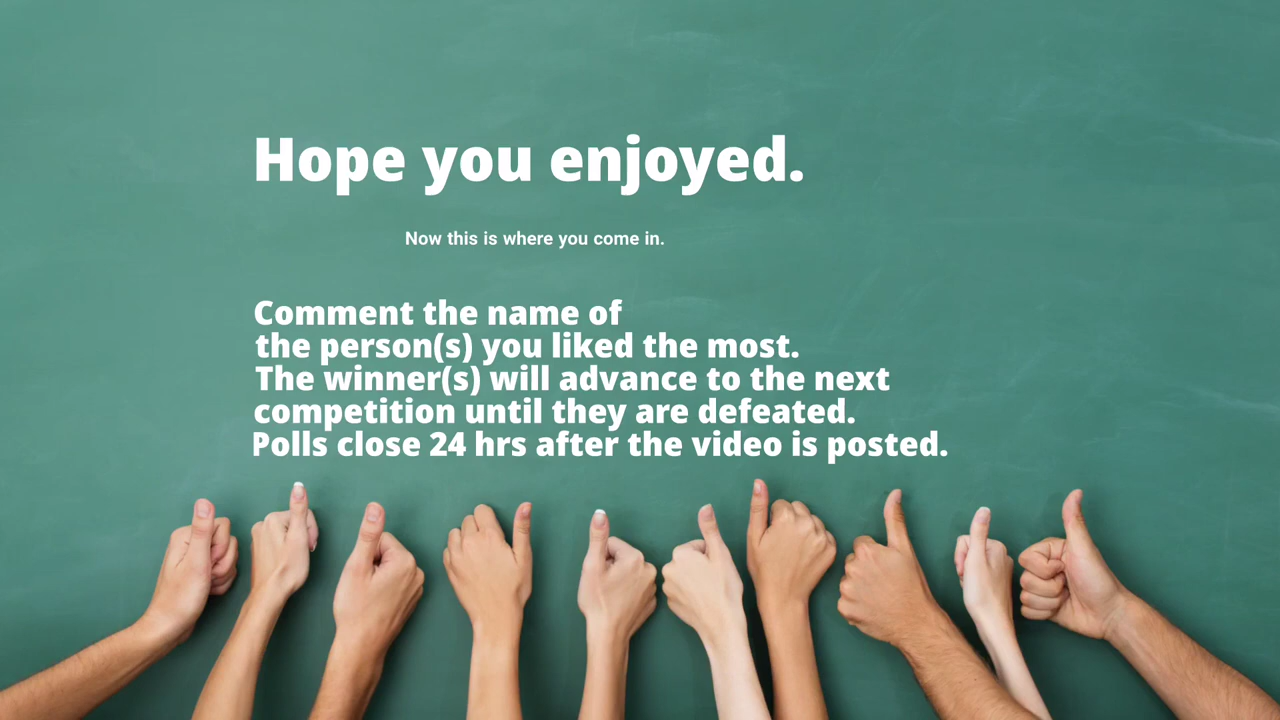 Hope you enjoyed.
Now this is where you come in.
Comment the name of
the person(s) you liked the most.
The winner(s) will advance to the next
competition until they are defeated.
Polls close 24 hrs after the video is posted.